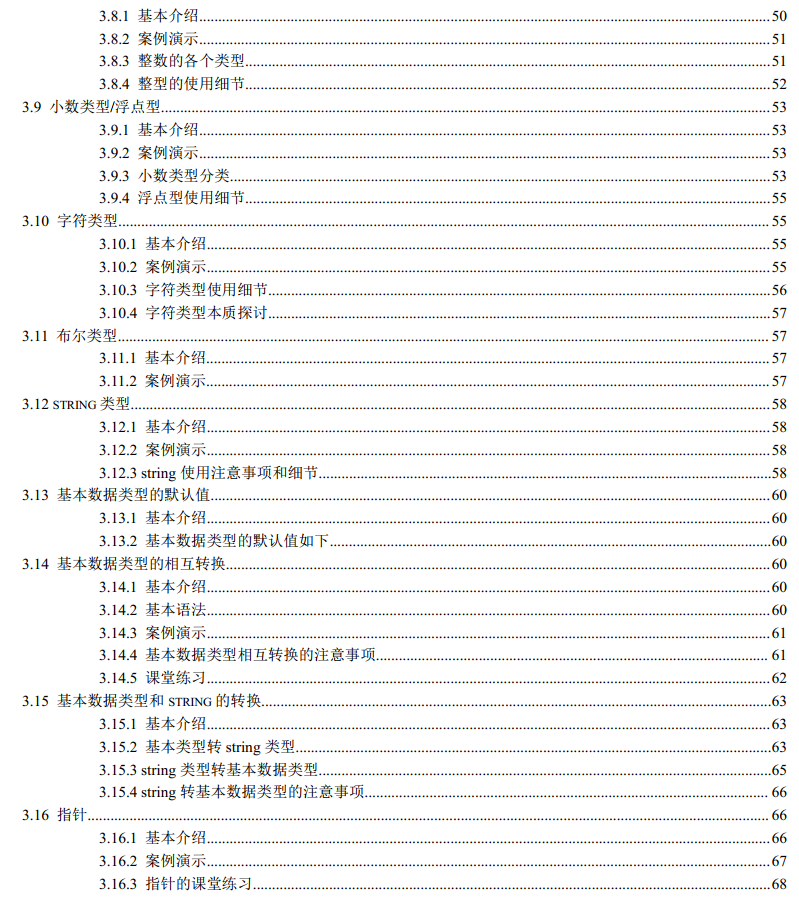 3.8.1 基本介绍 50
3.8.2 案例演示 51
3.8.3 整数的各个类型 51
3.8.4 整型的使用细节 52
3.9 小数类型/浮点型 53
3.9.1 基本介绍 53
3.9.2 案例演示 53
3.9.3 小数类型分类 53
3.9.4 浮点型使用细节 55
3.10 字符类型 55
3.10.1 基本介绍 55
3.10.2 案例演示 55
3.10.3 字符类型使用细节 56
3.10.4 字符类型本质探讨 57
3.11 布尔类型 57
3.11.1 基本介绍 57
3.11.2 案例演示 57
3.12 STRING 类型 58
3.12.1 基本介绍 58
3.12.2 案例演示 58
3.12.3 string 使用注意事项和细节 58
3.13 基本数据类型的默认值 60
3.13.1 基本介绍 60
3.13.2 基本数据类型的默认值如下 60
3.14 基本数据类型的相互转换 60
3.14.1 基本介绍 60
3.14.2 基本语法 60
3.14.3 案例演示 61
3.14.4 基本数据类型相互转换的注意事项 61
3.14.5 课堂练习 62
3.15 基本数据类型和 STRING 的转换 63
3.15.1 基本介绍 63
3.15.2 基本类型转 string 类型 63
3.15.3 string 类型转基本数据类型 65
3.15.4 string 转基本数据类型的注意事项 66
3.16 指针 66
3.16.1 基本介绍 66
3.16.2 案例演示 67
3.16.3 指针的课堂练习 68